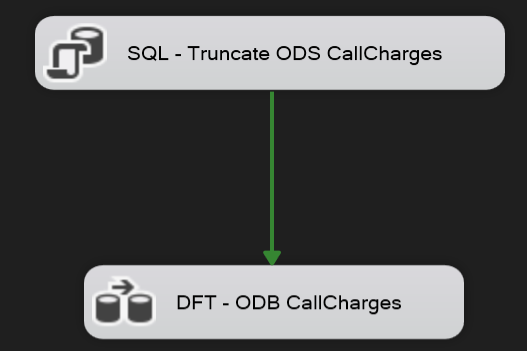 SQL - Truncate ODS CallCharges
DFT - ODB CallCharges